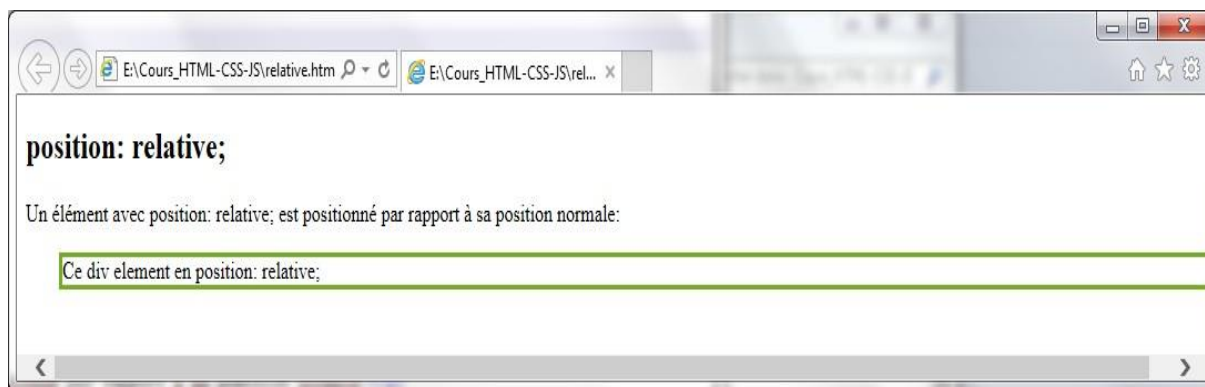 E:\Cours_HTML-CSS-JS\relative.htm
E:\Cours_HTML-CSS-JS\rel...
position: relative;
Un élément avec position: relative; est positionné par rapport à sa position normale:
Ce div element en position: relative;